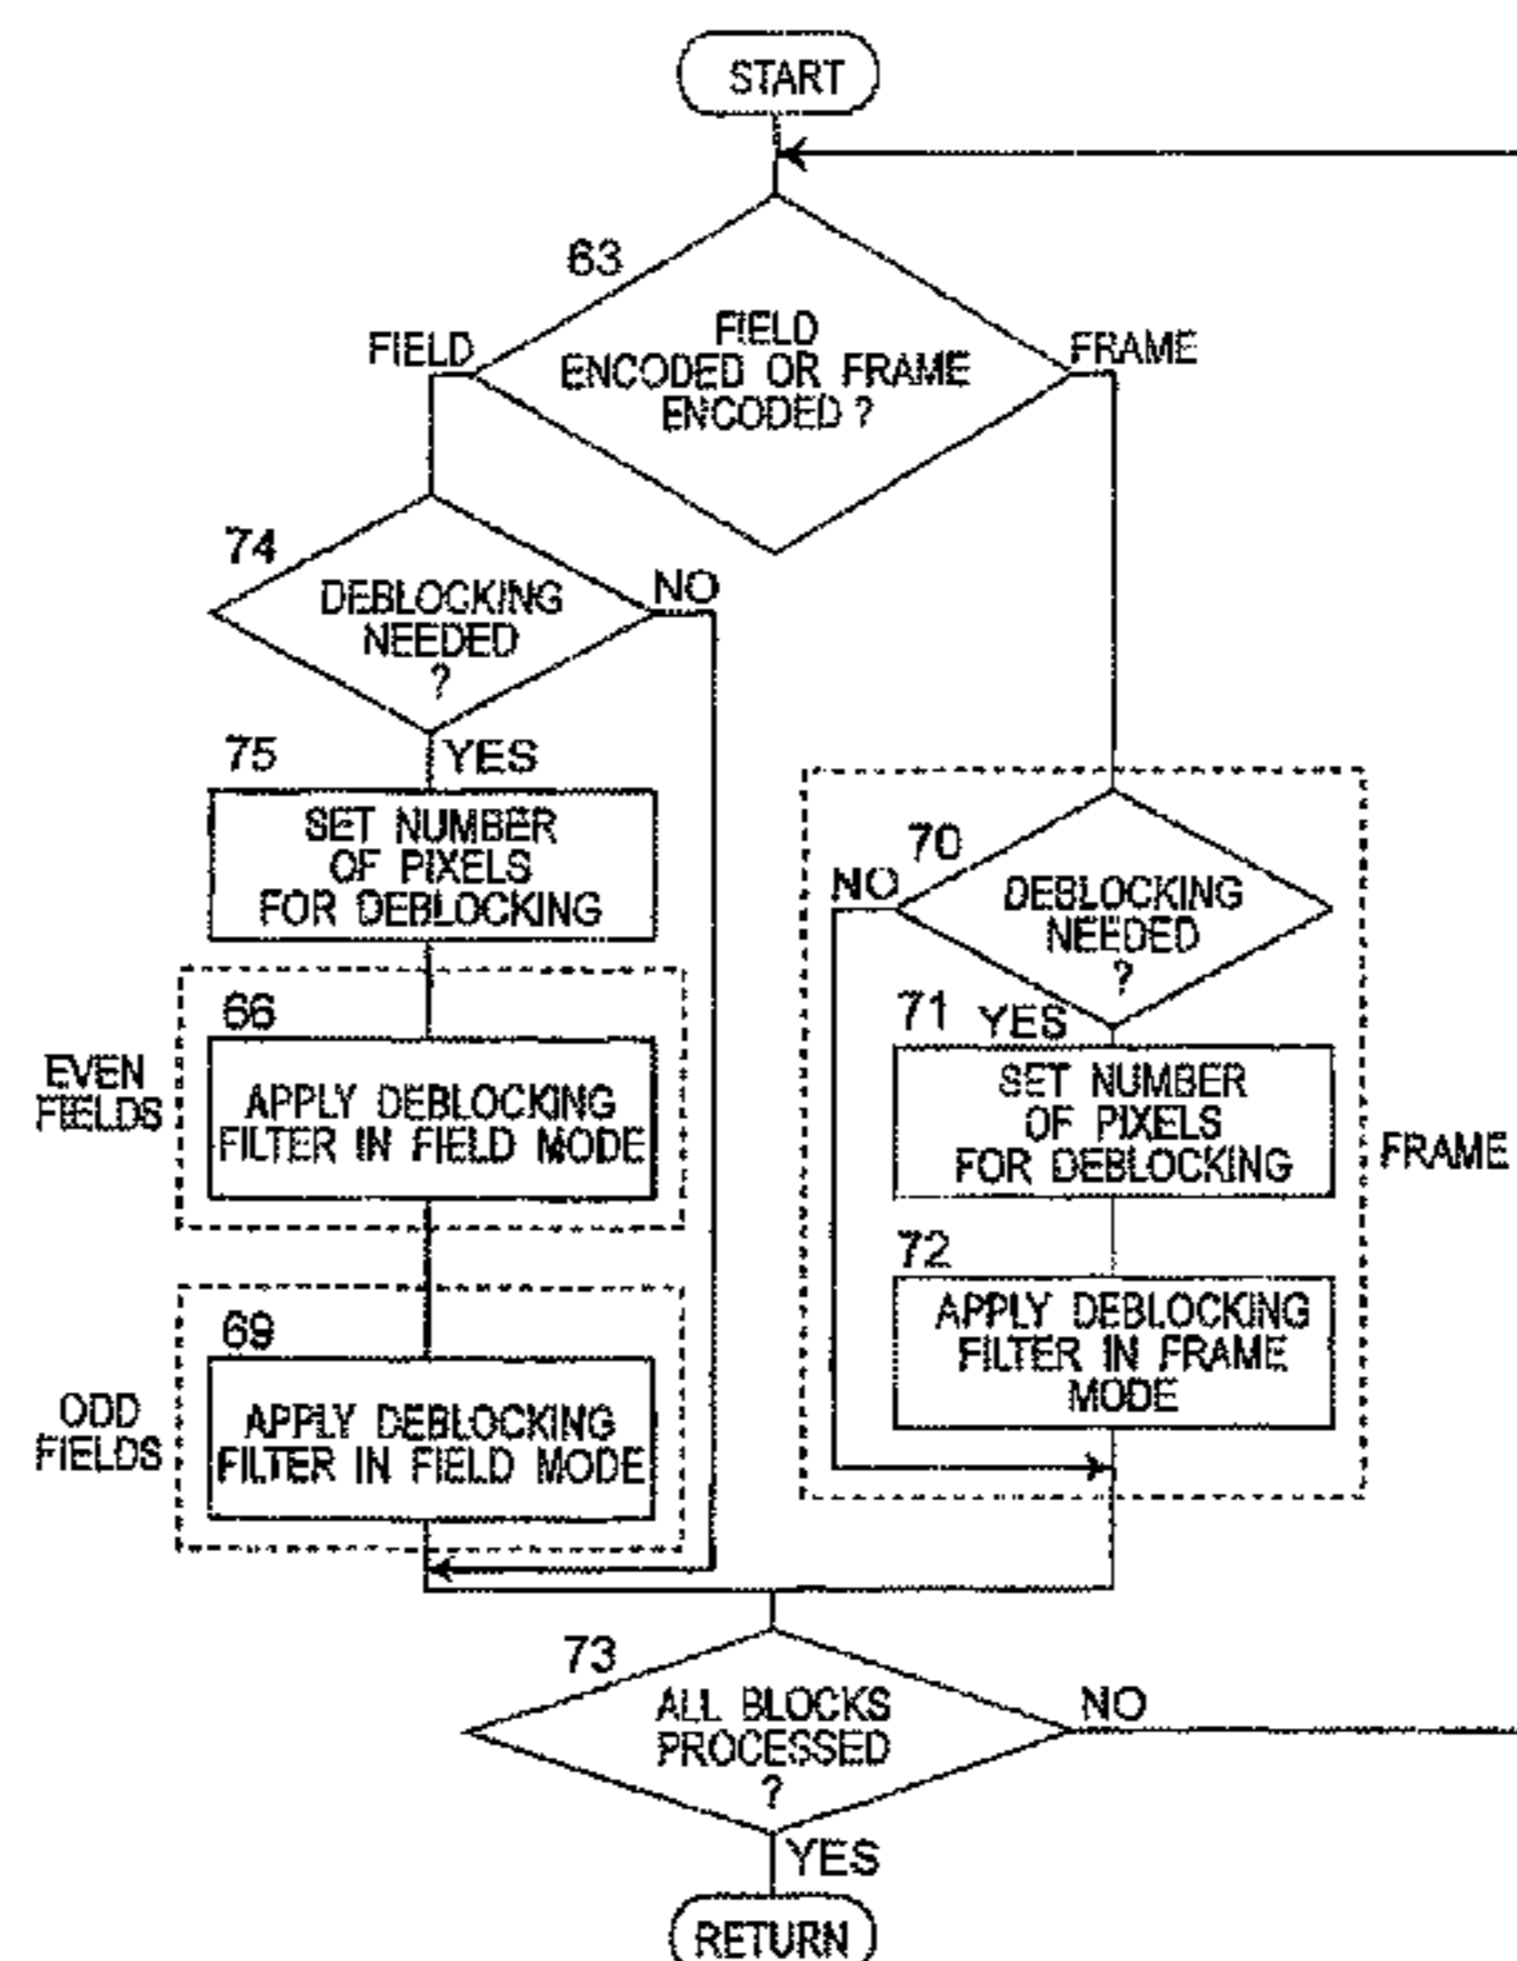 START
63
FIELD
ENCODED OR FRAME
ENCODED ?
FIELD
FRAME
74
DEBLOCKING
NEEDED
?
NO
YES
75
SET NUMBER
OF PIXELS
FOR DEBLOCKING
EVEN
FIELDS
66
APPLY DEBLOCKING
FILTER IN FIELD MODE
ODD
FIELDS
69
APPLY DEBLOCKING
FILTER IN FIELD MODE
70
NO
DEBLOCKING
NEEDED
?
71
YES
SET NUMBER
OF PIXELS
FOR DEBLOCKING
FRAME
72
APPLY DEBLOCKING
FILTER IN FRAME
MODE
73
ALL BLOCKS
PROCESSED
?
NO
YES
RETURN